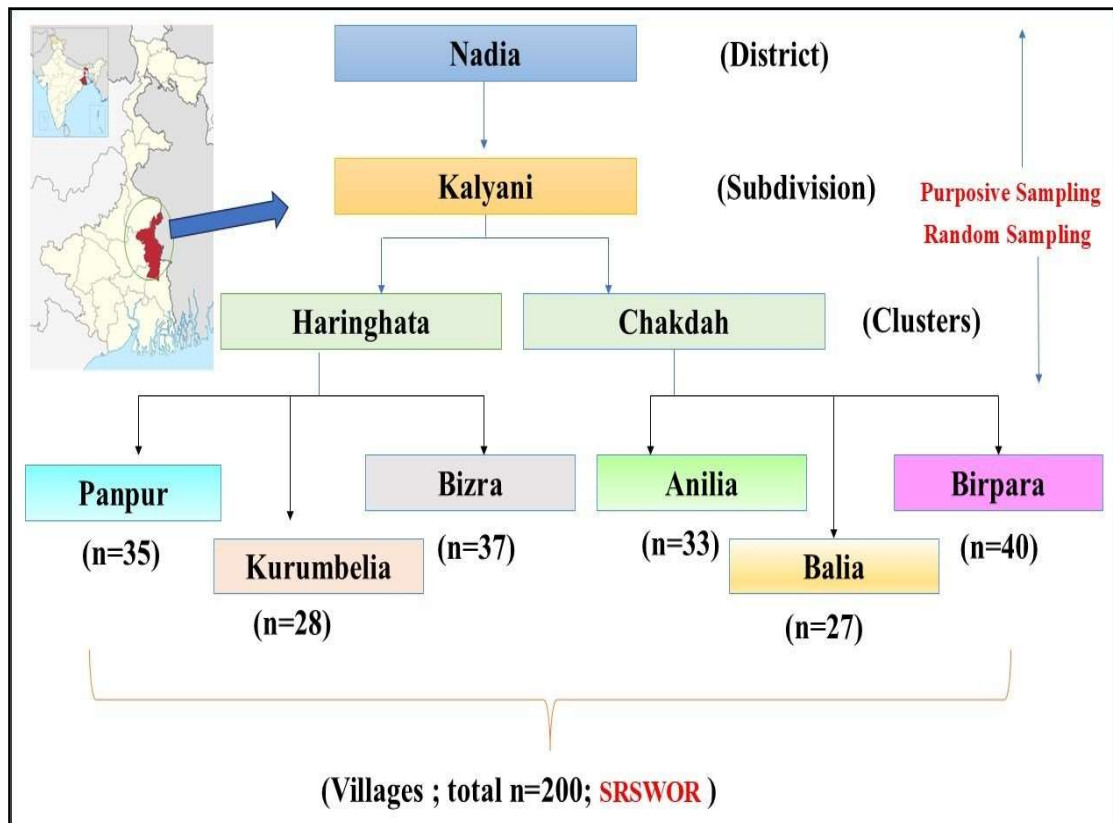 Nadia
(District)
Kalyani
(Subdivision)
Purposive Sampling
Random Sampling
Haringhata
Chakdah
(Clusters)
Panpur
(n=35)
Kurumbelia
(n=28)
Bizra
(n=37)
Anilia
(n=33)
Balia
(n=27)
Birpara
(n=40)
(Villages ; total n=200; SRSWOR )